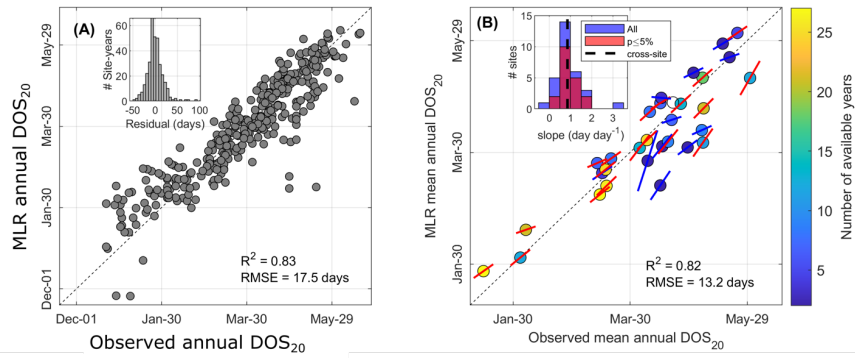 (A)
# Site-years
60
40
20
0
-50
0
50
100
Residual (days)
MLR annual DOS20
May-29
Mar-30
Jan-30
Dec-01
R2 = 0.83
RMSE = 17.5 days
Dec-01
Jan-30
Mar-30
May-29
Observed annual DOS20
(B)
# sites
15
10
5
0
0
1
2
3
slope (day day-1)
All
p≤5%
cross-site
MLR mean annual DOS20
May-29
Mar-30
Jan-30
R2 = 0.82
RMSE = 13.2 days
Jan-30
Mar-30
May-29
Observed mean annual DOS20
25
20
15
10
5
Number of available years